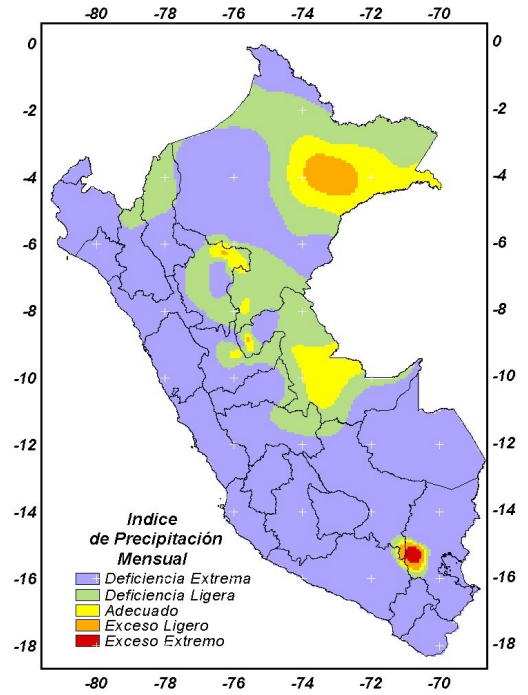 -80 -78 -76 -74 -72 -70
0 0
-2 -2
-4 -4
-6 -6
-8 -8
-10 -10
-12 -12
-14 -14
-16 -16
-18 -18
Indice
de Precipitación
Mensual
Deficiencia Extrema
Deficiencia Ligera
Adecuado
Exceso Ligero
Exceso Extremo
-80 -78 -76 -74 -72 -70